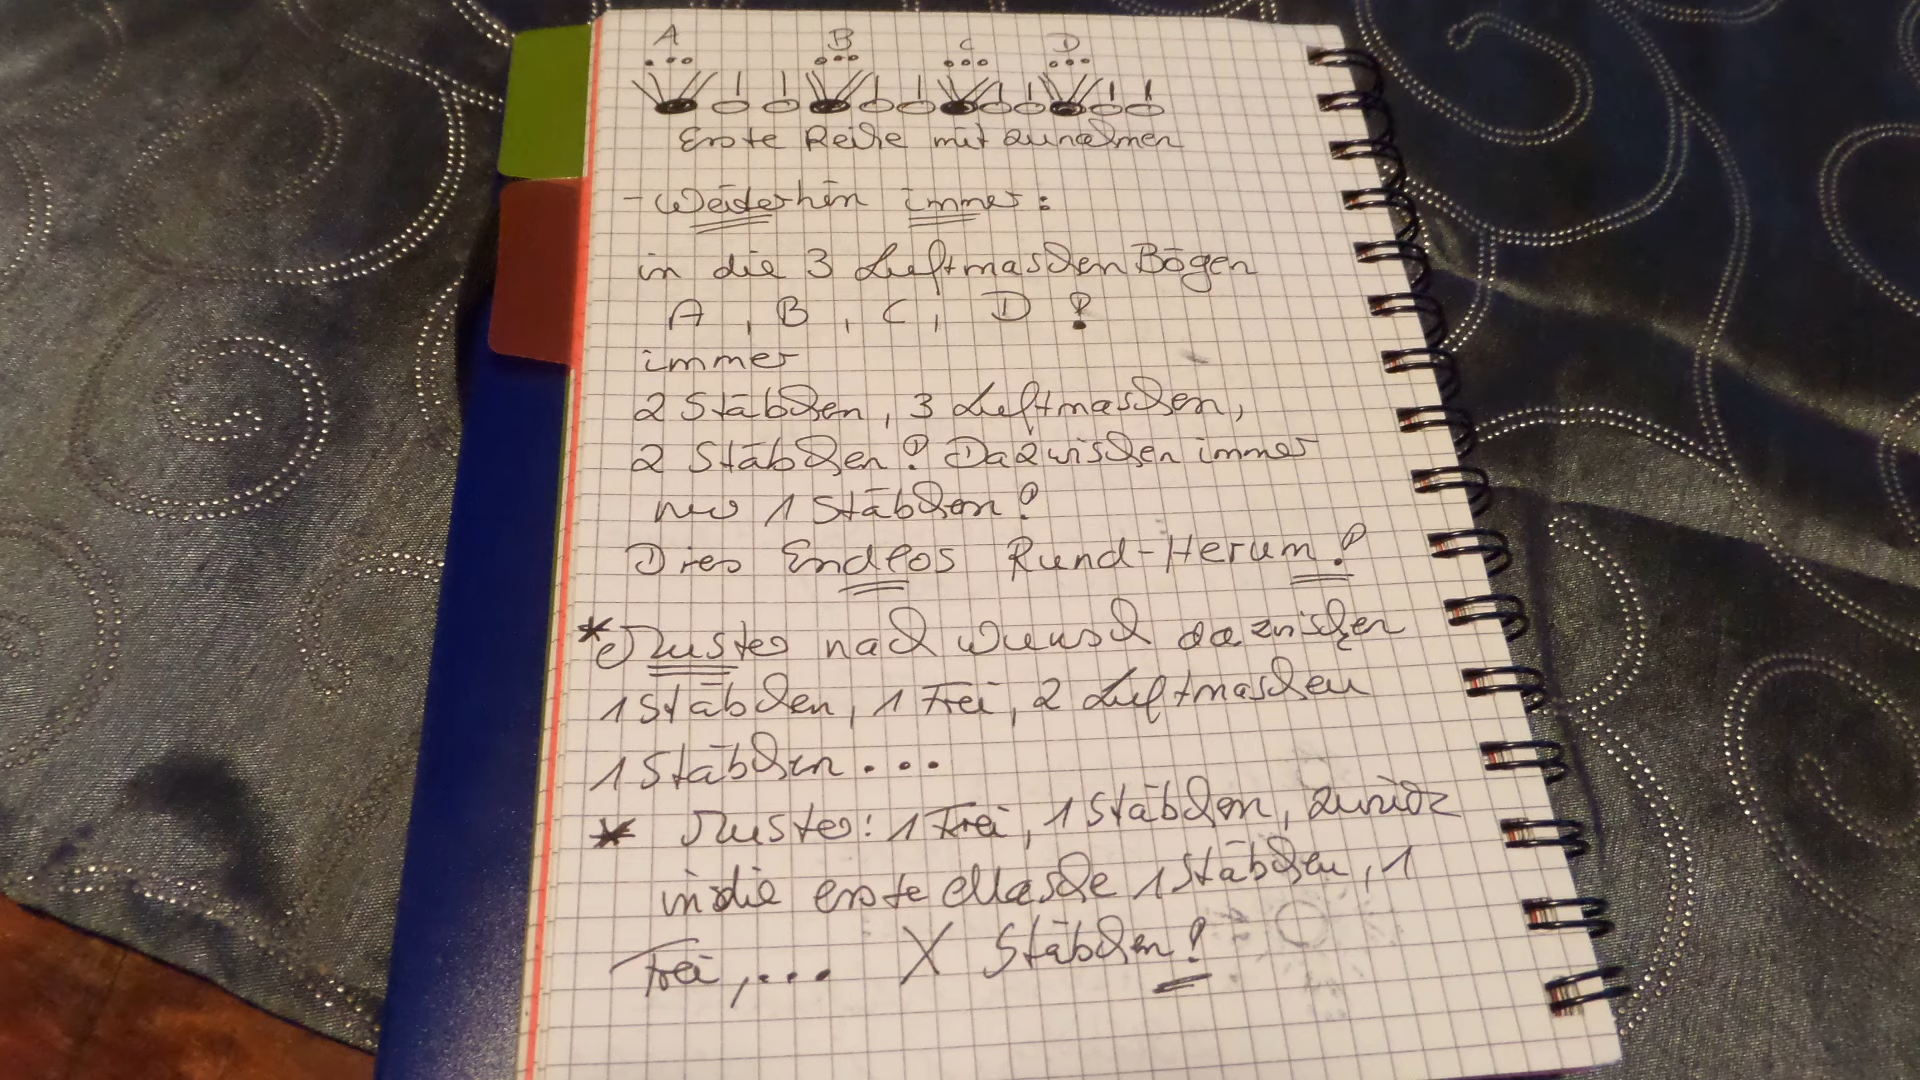 A B C D
Erste Reihe mit zunehmen
- Weiterhin immer:
in die 3 Luftmaschen Bögen
A, B, C, D!
immer
2 Stäbchen, 3 Luftmaschen,
2 Stäbchen! Dazwischen immer
nur 1 Stäbchen!
Dies Endlos Rund-Herum!
* Muster nach Wunsch dazwischen
1 Stäbchen, 1 Frei, 2 Luftmaschen
1 Stäbchen...
* Muster: 1 Frei, 1 Stäbchen, zurück
in die erste Masche 1 Stäbchen, 1
Frei,... X Stäbchen!